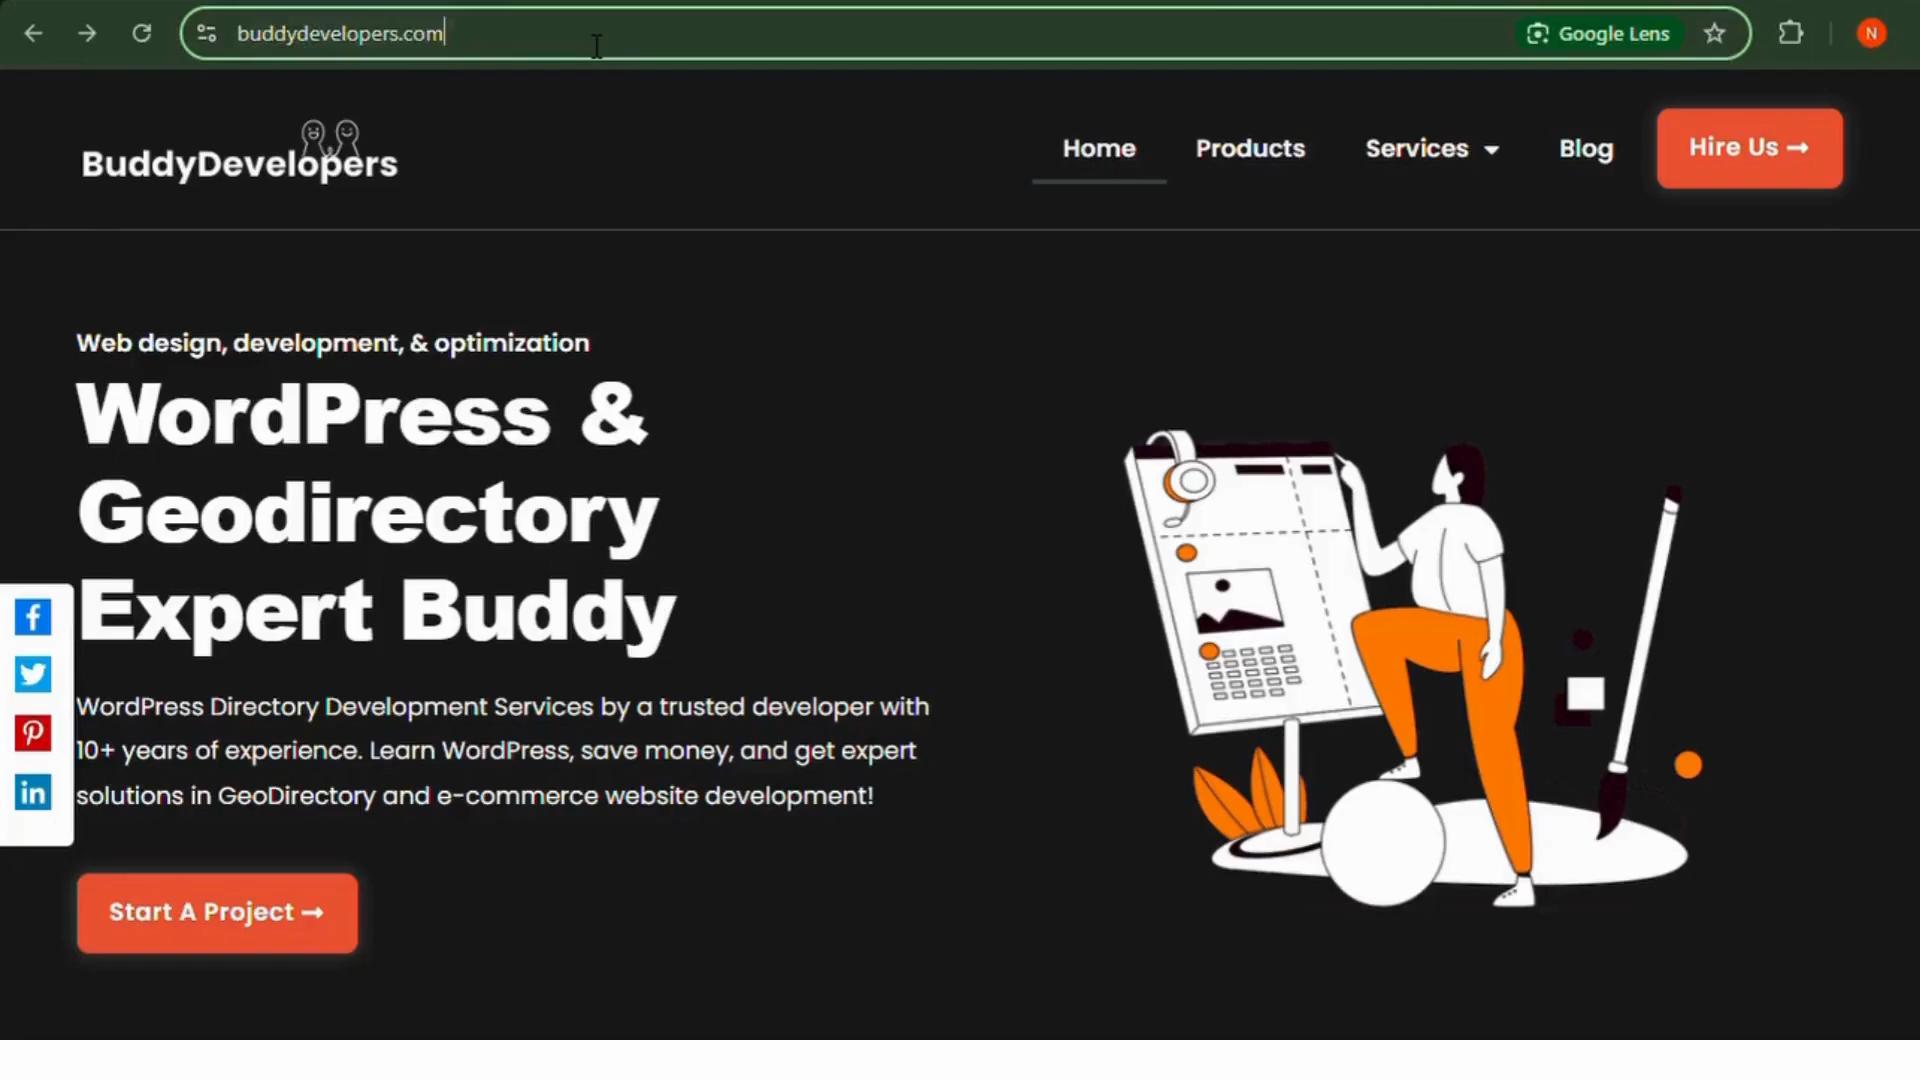 buddydevelopers.com
Google Lens
N
BuddyDevelopers
Home
Products
Services
Blog
Hire Us →
Web design, development, & optimization
WordPress &
Geodirectory
Expert Buddy
WordPress Directory Development Services by a trusted developer with
10+ years of experience. Learn WordPress, save money, and get expert
solutions in GeoDirectory and e-commerce website development!
Start A Project →